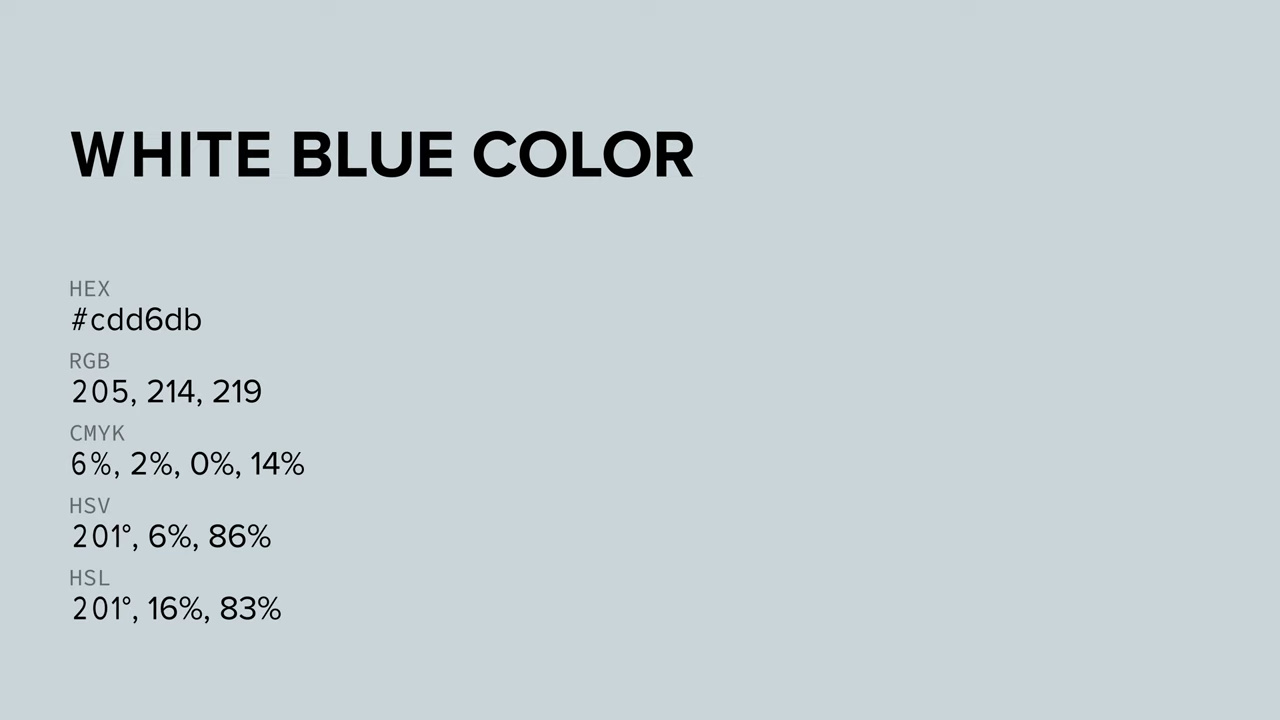 WHITE BLUE COLOR
HEX
#cdd6db
RGB
205, 214, 219
CMYK
6%, 2%, 0%, 14%
HSV
201°, 6%, 86%
HSL
201°, 16%, 83%